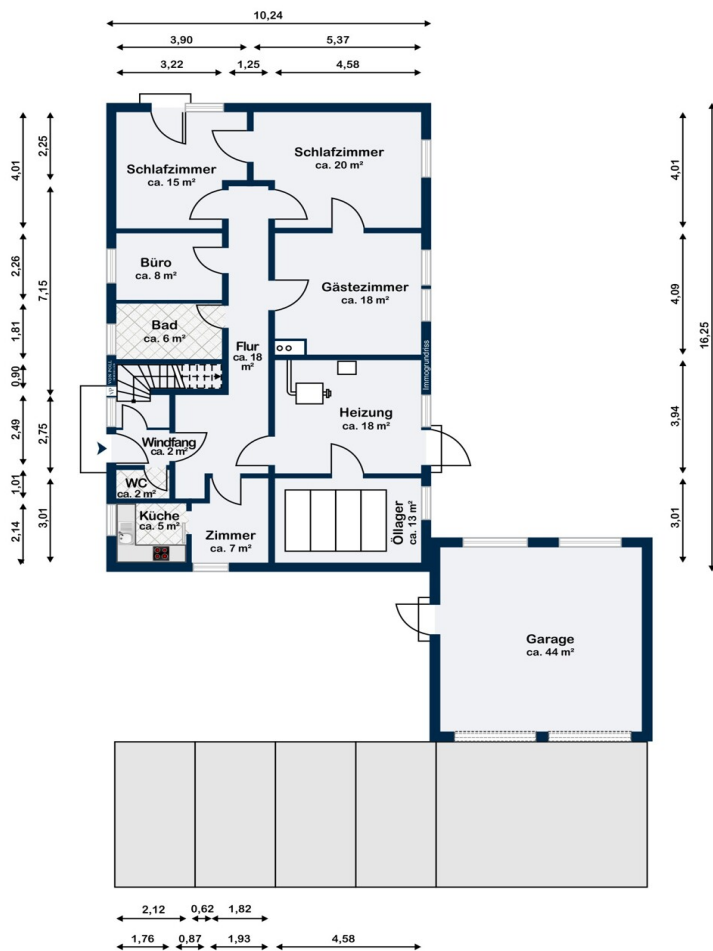 10,24
3,90 5,37
3,22 1,25 4,58
4,01
2,25
2,26
7,15
1,81
0,90
2,49
2,75
1,01
2,14
3,01
Schlafzimmer
ca. 15 m²
Schlafzimmer
ca. 20 m²
Büro
ca. 8 m²
Gästezimmer
ca. 18 m²
Bad
ca. 6 m²
Flur
ca. 18
m²
Immogrundriss
Heizung
ca. 18 m²
Windfang
ca. 2 m²
WC
ca. 2 m²
Küche
ca. 5 m²
Zimmer
ca. 7 m²
Öllager
ca. 13 m²
Garage
ca. 44 m²
4,01
4,09
3,94
3,01
16,25
2,12 0,62 1,82
1,76 0,87 1,93 4,58